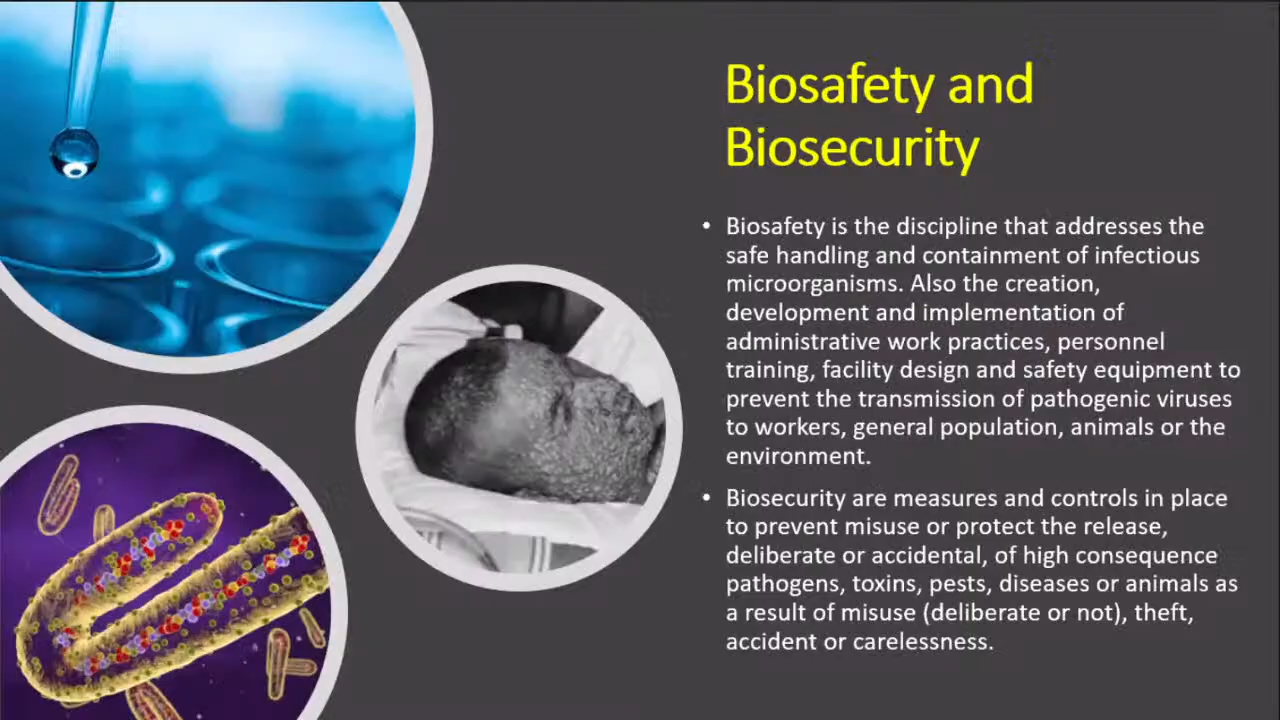 Biosafety and
Biosecurity
• Biosafety is the discipline that addresses the
safe handling and containment of infectious
microorganisms. Also the creation,
development and implementation of
administrative work practices, personnel
training, facility design and safety equipment to
prevent the transmission of pathogenic viruses
to workers, general population, animals or the
environment.
• Biosecurity are measures and controls in place
to prevent misuse or protect the release,
deliberate or accidental, of high consequence
pathogens, toxins, pests, diseases or animals as
a result of misuse (deliberate or not), theft,
accident or carelessness.